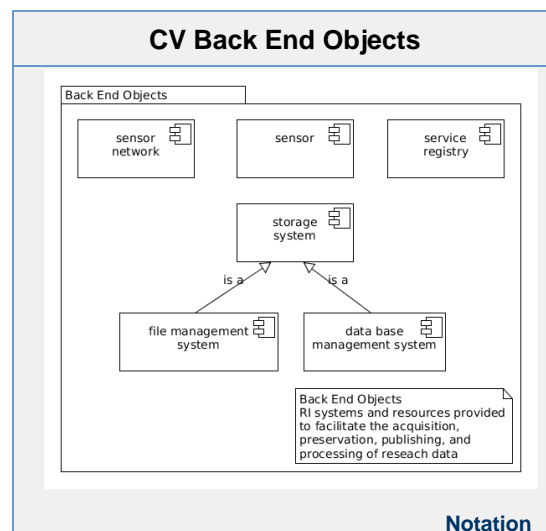 CV Back End Objects
Back End Objects
sensor
network
sensor
service
registry
storage
system
is a
is a
file management
system
data base
management system
Back End Objects
RI systems and resources provided
to facilitate the acquisition,
preservation, publishing, and
processing of reseach data
Notation